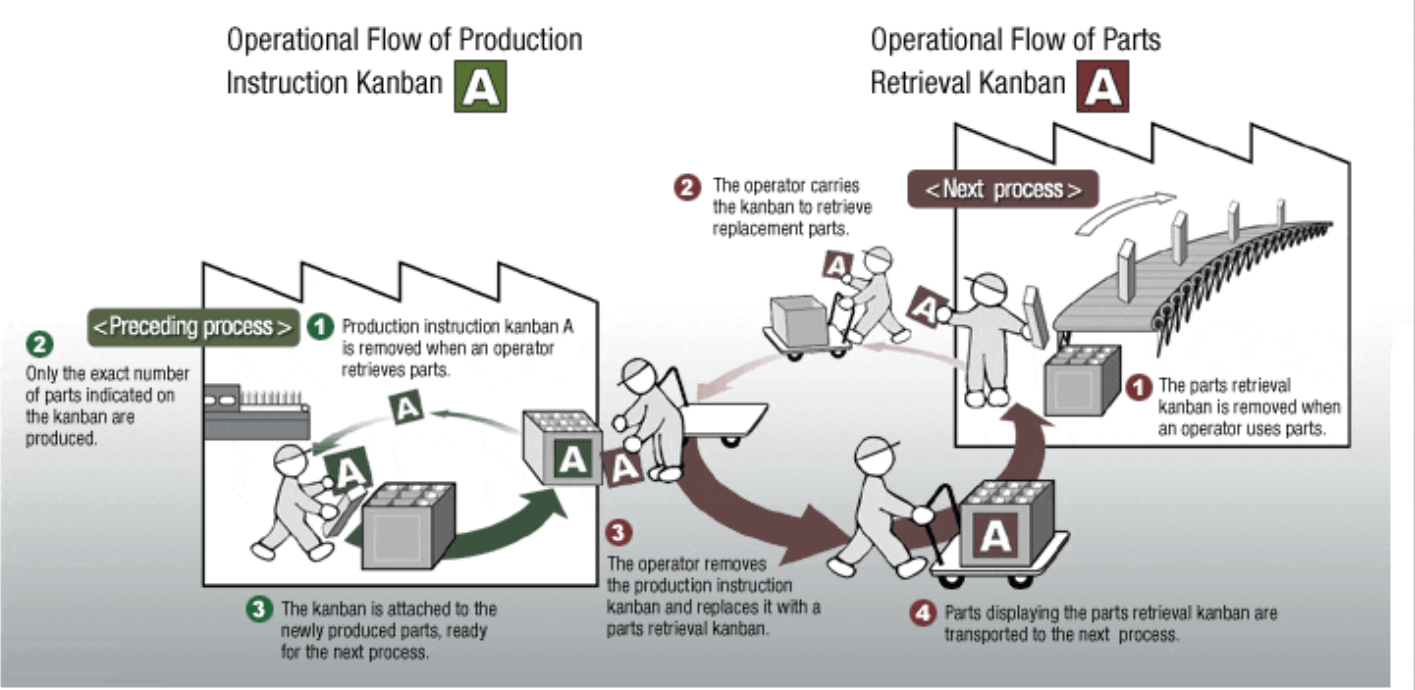 Operational Flow of Production
Instruction Kanban A
Operational Flow of Parts
Retrieval Kanban A
<Preceding process>
1 Production instruction kanban A
is removed when an operator
retrieves parts.
2
Only the exact number
of parts indicated on
the kanban are
produced.
A
A
A
A
3 The kanban is attached to the
newly produced parts, ready
for the next process.
<Next process>
1 The parts retrieval
kanban is removed when
an operator uses parts.
2 The operator carries
the kanban to retrieve
replacement parts.
A
A
3
The operator removes
the production instruction
kanban and replaces it with a
parts retrieval kanban.
A
4 Parts displaying the parts retrieval kanban are
transported to the next process.